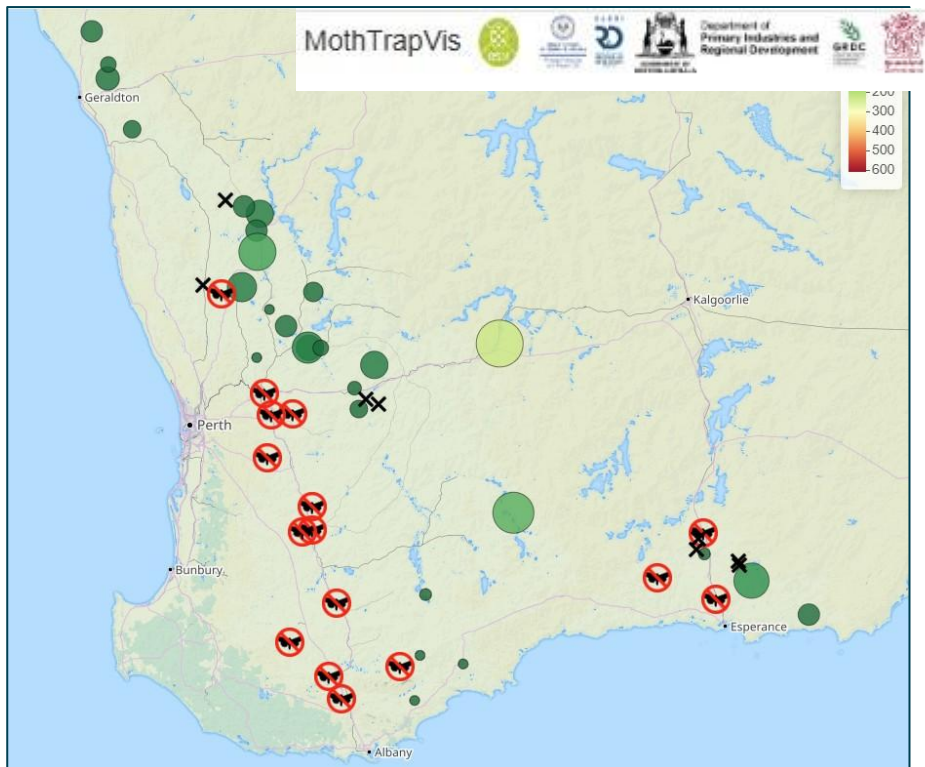 MothTrapVis
Department of
Primary Industries and
Regional Development
GRDC
200
300
400
500
600
Geraldton
Kalgoorlie
Perth
Bunbury
Esperance
Albany